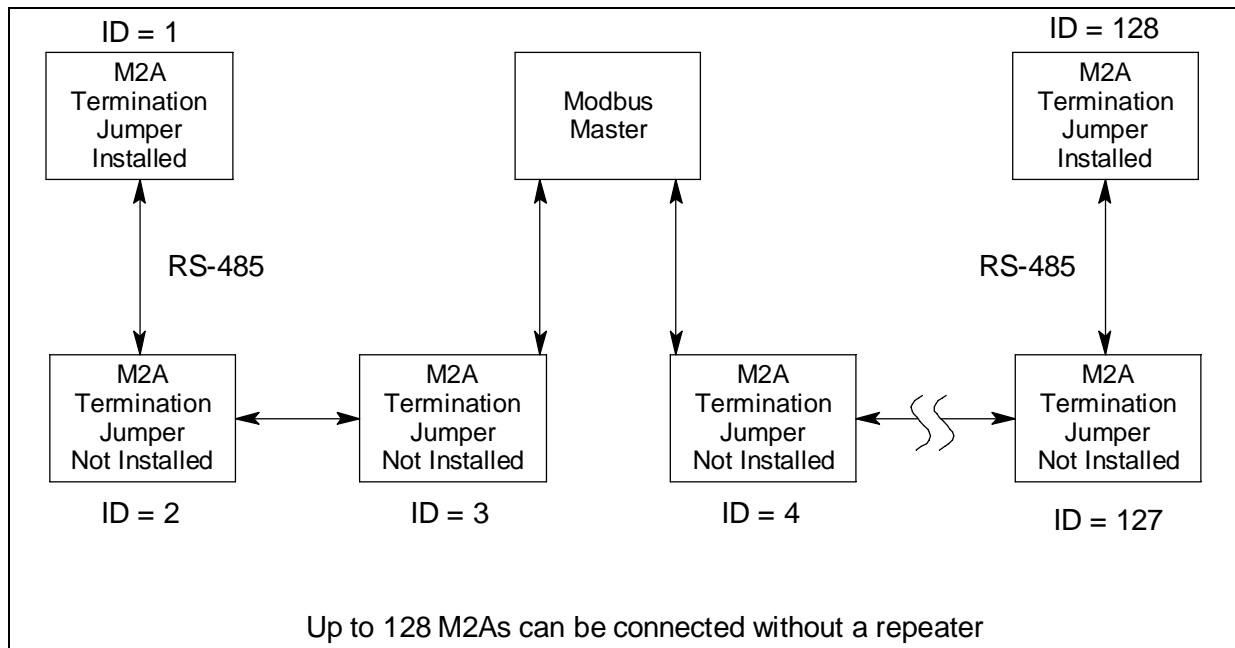 ID = 1
M2A
Termination
Jumper
Installed
Modbus
Master
ID = 128
M2A
Termination
Jumper
Installed
RS-485
RS-485
M2A
Termination
Jumper
Not Installed
ID = 2
M2A
Termination
Jumper
Not Installed
ID = 3
M2A
Termination
Jumper
Not Installed
ID = 4
M2A
Termination
Jumper
Not Installed
ID = 127
Up to 128 M2As can be connected without a repeater